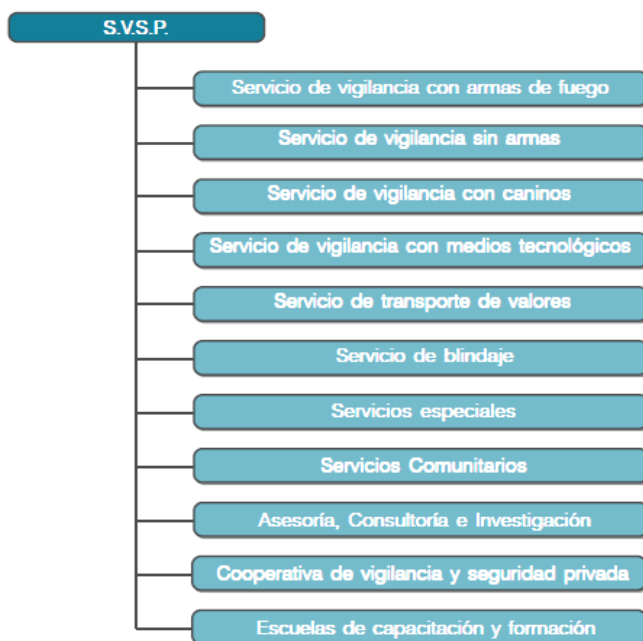 S.V.S.P.
Servicio de vigilancia con armas de fuego
Servicio de vigilancia sin armas
Servicio de vigilancia con caninos
Servicio de vigilancia con medios tecnológicos
Servicio de transporte de valores
Servicio de blindaje
Servicios especiales
Servicios Comunitarios
Asesoría, Consultoría e Investigación
Cooperativa de vigilancia y seguridad privada
Escuelas de capacitación y formación